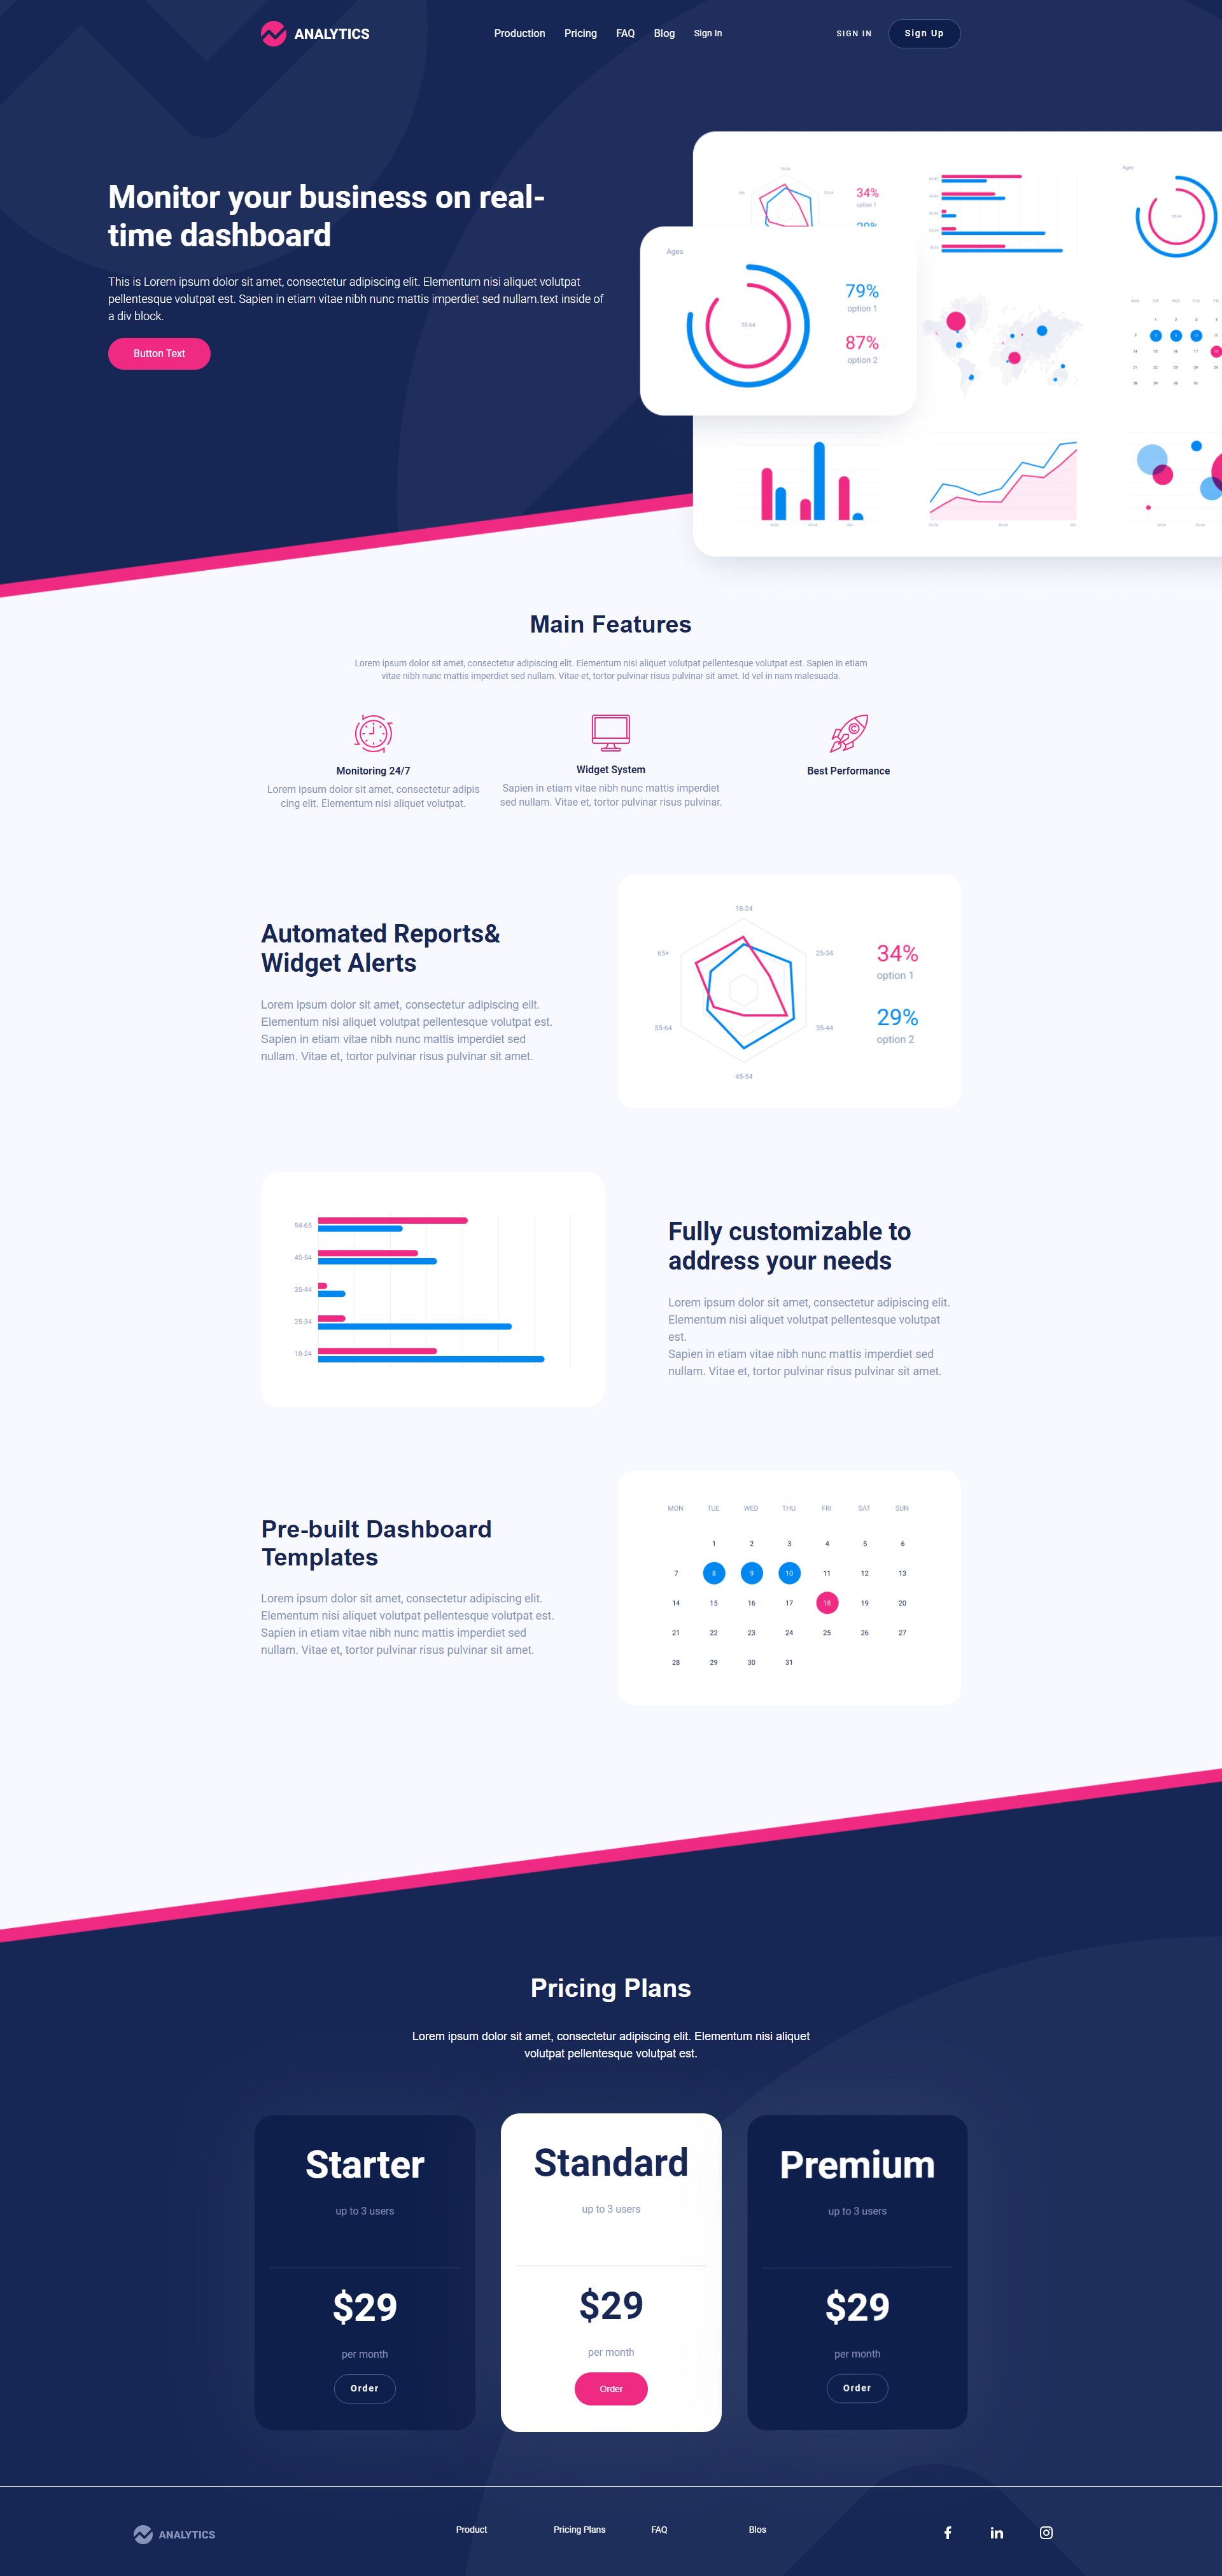 ANALYTICS
Production Pricing FAQ Blog Sign In
SIGN IN Sign Up
Monitor your business on real-
time dashboard
This is Lorem ipsum dolor sit amet, consectetur adipiscing elit. Elementum nisi aliquet volutpat
pellentesque volutpat est. Sapien in etiam vitae nibh nunc mattis imperdiet sed nullam.text inside of
a div block.
Button Text
34%
option 1
Ages
Ages
55-64
79%
option 1
87%
option 2
Main Features
Lorem ipsum dolor sit amet, consectetur adipiscing elit. Elementum nisi aliquet volutpat pellentesque volutpat est. Sapien in etiam
vitae nibh nunc mattis imperdiet sed nullam. Vitae et, tortor pulvinar risus pulvinar sit amet. Id vel in nam malesuada.
Monitoring 24/7
Lorem ipsum dolor sit amet, consectetur adipis
cing elit. Elementum nisi aliquet volutpat.
Widget System
Sapien in etiam vitae nibh nunc mattis imperdiet
sed nullam. Vitae et, tortor pulvinar risus pulvinar.
Best Performance
Automated Reports&
Widget Alerts
Lorem ipsum dolor sit amet, consectetur adipiscing elit.
Elementum nisi aliquet volutpat pellentesque volutpat est.
Sapien in etiam vitae nibh nunc mattis imperdiet sed
nullam. Vitae et, tortor pulvinar risus pulvinar sit amet.
18-24
65+
25-34
55-64
35-44
45-54
34%
option 1
29%
option 2
54-65
45-54
35-44
25-34
18-24
Fully customizable to
address your needs
Lorem ipsum dolor sit amet, consectetur adipiscing elit.
Elementum nisi aliquet volutpat pellentesque volutpat
est.
Sapien in etiam vitae nibh nunc mattis imperdiet sed
nullam. Vitae et, tortor pulvinar risus pulvinar sit amet.
Pre-built Dashboard
Templates
Lorem ipsum dolor sit amet, consectetur adipiscing elit.
Elementum nisi aliquet volutpat pellentesque volutpat est.
Sapien in etiam vitae nibh nunc mattis imperdiet sed
nullam. Vitae et, tortor pulvinar risus pulvinar sit amet.
MON TUE WED THU FRI SAT SUN
1 2 3 4 5 6
7 8 9 10 11 12 13
14 15 16 17 18 19 20
21 22 23 24 25 26 27
28 29 30 31
Pricing Plans
Lorem ipsum dolor sit amet, consectetur adipiscing elit. Elementum nisi aliquet
volutpat pellentesque volutpat est.
Starter
up to 3 users
$29
per month
Order
Standard
up to 3 users
$29
per month
Order
Premium
up to 3 users
$29
per month
Order
ANALYTICS
Product Pricing Plans FAQ Blos